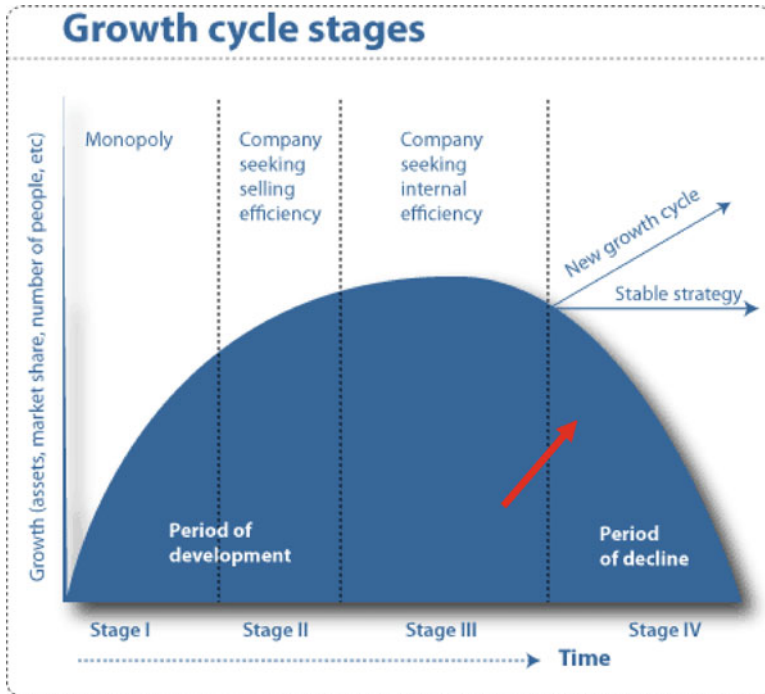 Growth cycle stages
Growth (assets, market share, number of people, etc)
Monopoly
Company
seeking
selling
efficiency
Company
seeking
internal
efficiency
New growth cycle
Stable strategy
Period of
development
Period
of decline
Stage I
Stage II
Stage III
Stage IV
Time